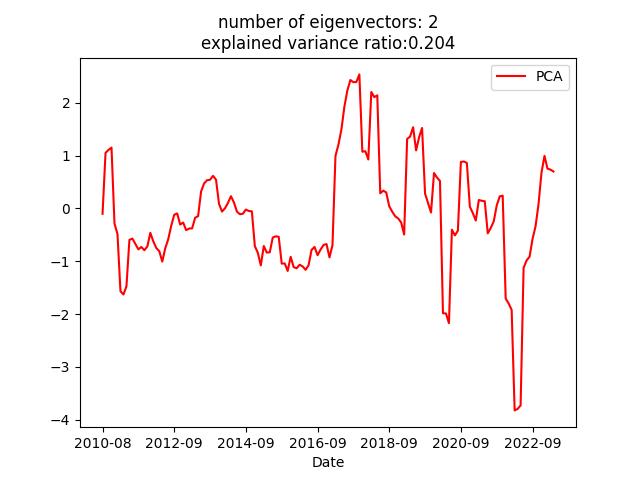 number of eigenvectors: 2
explained variance ratio:0.204
PCA
2
1
0
−1
−2
−3
−4
2010-08 2012-09 2014-09 2016-09 2018-09 2020-09 2022-09
Date